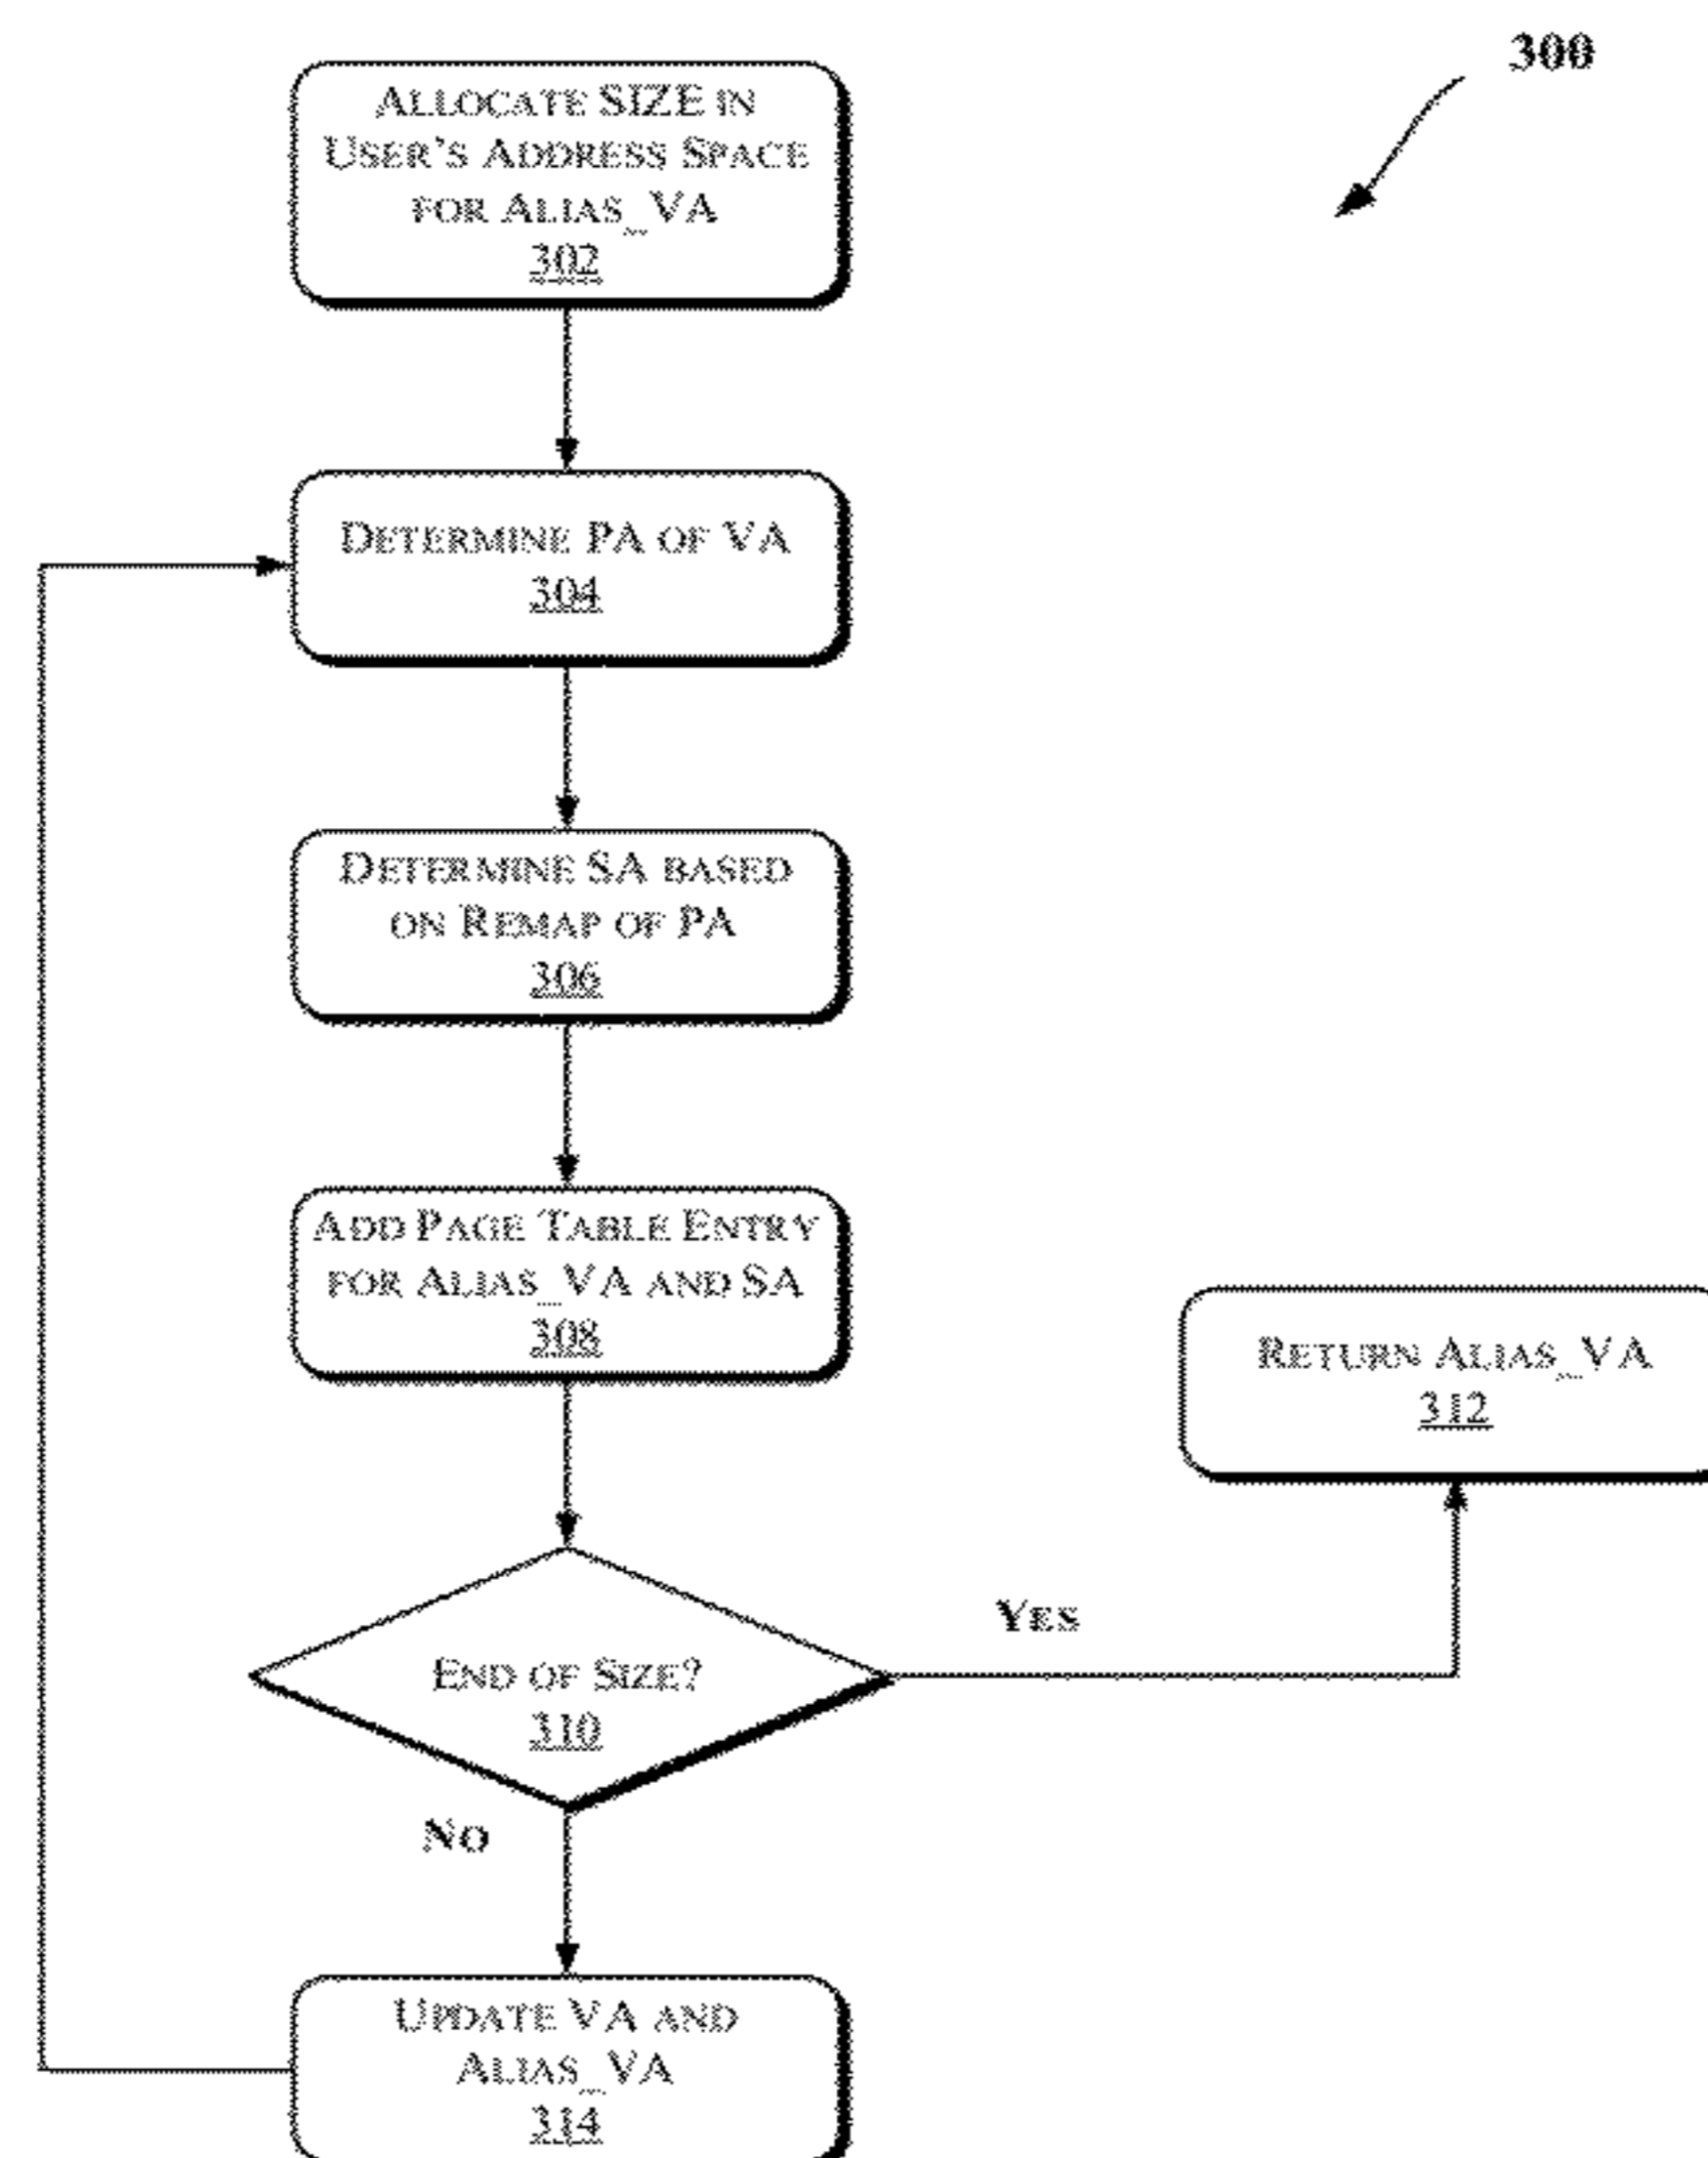 300
ALLOCATE SIZE IN
USER'S ADDRESS SPACE
FOR ALIAS_VA
302
DETERMINE PA OF VA
304
DETERMINE SA BASED
ON REMAP OF PA
306
ADD PAGE TABLE ENTRY
FOR ALIAS_VA AND SA
308
RETURN ALIAS_VA
312
YES
END OF SIZE?
310
NO
UPDATE VA AND
ALIAS_VA
314